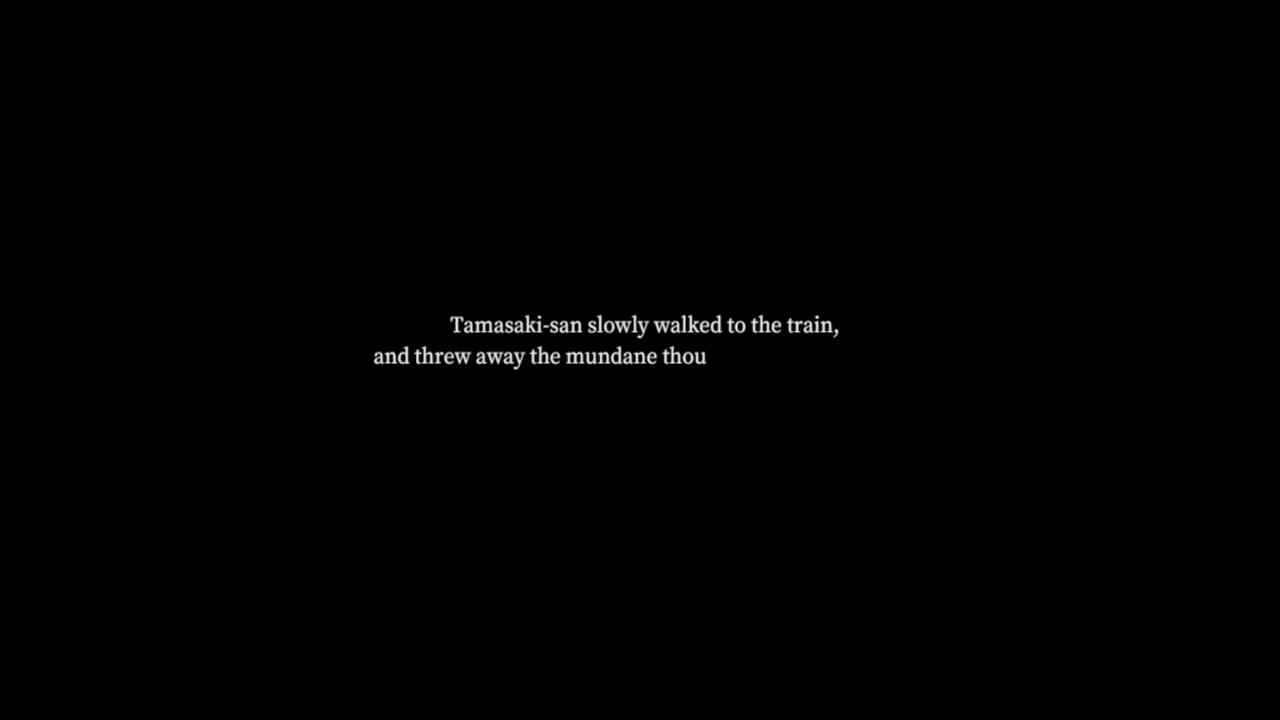 Tamasaki-san slowly walked to the train,
and threw away the mundane thou